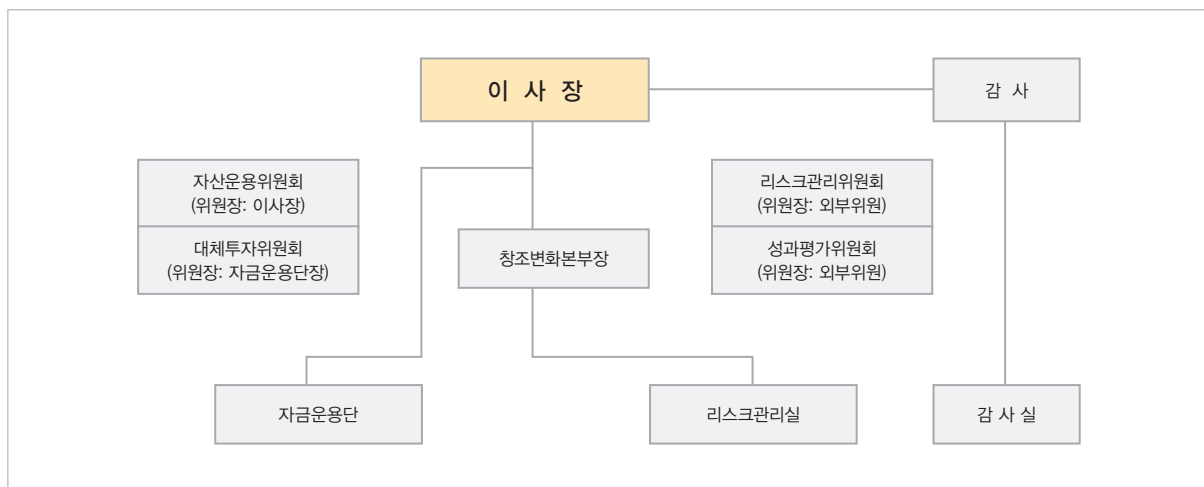 이 사 장
감 사
자산운용위원회
(위원장: 이사장)
대체투자위원회
(위원장: 자금운용단장)
창조변화본부장
리스크관리위원회
(위원장: 외부위원)
성과평가위원회
(위원장: 외부위원)
자금운용단
리스크관리실
감 사 실